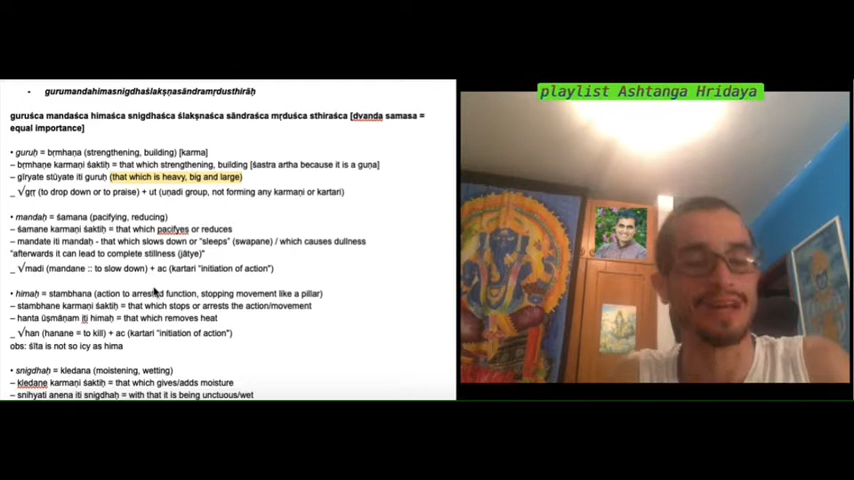 - gurumandahimasnigdhaślakṣnasāndramṛdusthirāḥ
guruśca mandaśca himaśca snigdhaśca ślakṣnaśca sāndraśca mṛduśca sthiraśca [dvanda samasa =
equal importance]
• guruḥ = bṛmhana (strengthening, building) [karma]
– bṛmhaṇe karmaṇi śaktiḥ = that which strengthening, building [śastra artha because it is a guṇa]
– gīryate stūyate iti guruḥ (that which is heavy, big and large)
_ √gṝr (to drop down or to praise) + ut (uṇadi group, not forming any karmaṇi or kartari)
• mandaḥ = śamana (pacifying, reducing)
– śamane karmaṇi śaktiḥ = that which pacifyes or reduces
– mandate iti mandaḥ - that which slows down or "sleeps" (swapane) / which causes dullness
"afterwards it can lead to complete stillness (jātye)"
_ √madi (mandane :: to slow down) + ac (kartari "initiation of action")
• himaḥ = stambhana (action to arrested function, stopping movement like a pillar)
– stambhane karmaṇi śaktiḥ = that which stops or arrests the action/movement
– hanta ūṣmāṇam iti himaḥ = that which removes heat
_ √han (hanane = to kill) + ac (kartari "initiation of action")
obs: śīta is not so icy as hima
• snigdhaḥ = kledana (moistening, wetting)
– kledane karmaṇi śaktiḥ = that which gives/adds moisture
– snihyati anena iti snigdhaḥ = with that it is being unctuous/wet
playlist Ashtanga Hridaya